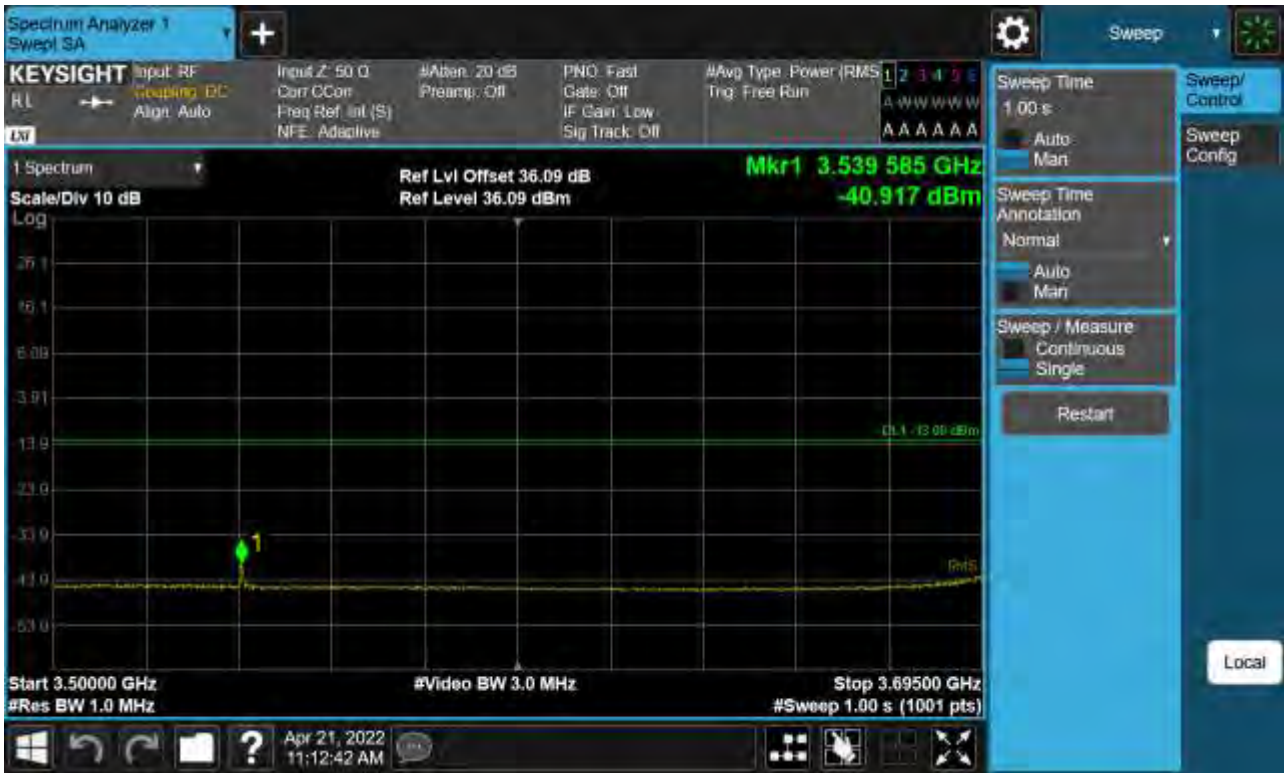 Spectrum Analyzer 1
Swept SA
Sweep
KEYSIGHT
RL
LXI
Input: RF
Coupling: DC
Align: Auto
Input Z: 50 Ω
Corr CCorr
Freq Ref: Int (S)
NFE: Adaptive
#Atten: 20 dB
Preamp: Off
PNO: Fast
Gate: Off
IF Gain: Low
Sig Track: Off
#Avg Type: Power (RMS
Trig: Free Run
1 2 3 4 5 6
A W W W W W
A A A A A A
1 Spectrum
Scale/Div 10 dB
Log
Ref Lvl Offset 36.09 dB
Ref Level 36.09 dBm
Mkr1 3.539 585 GHz
-40.917 dBm
26.1
16.1
6.09
-3.91
-13.9
-23.9
-33.9
-43.9
-53.9
DL1 -13.00 dBm
1
RMS
Start 3.50000 GHz
#Res BW 1.0 MHz
#Video BW 3.0 MHz
Stop 3.69500 GHz
#Sweep 1.00 s (1001 pts)
Sweep Time
1.00 s
Auto
Man
Sweep Time
Annotation
Normal
Auto
Man
Sweep / Measure
Continuous
Single
Restart
Sweep/
Control
Sweep
Config
Local
?
Apr 21, 2022
11:12:42 AM